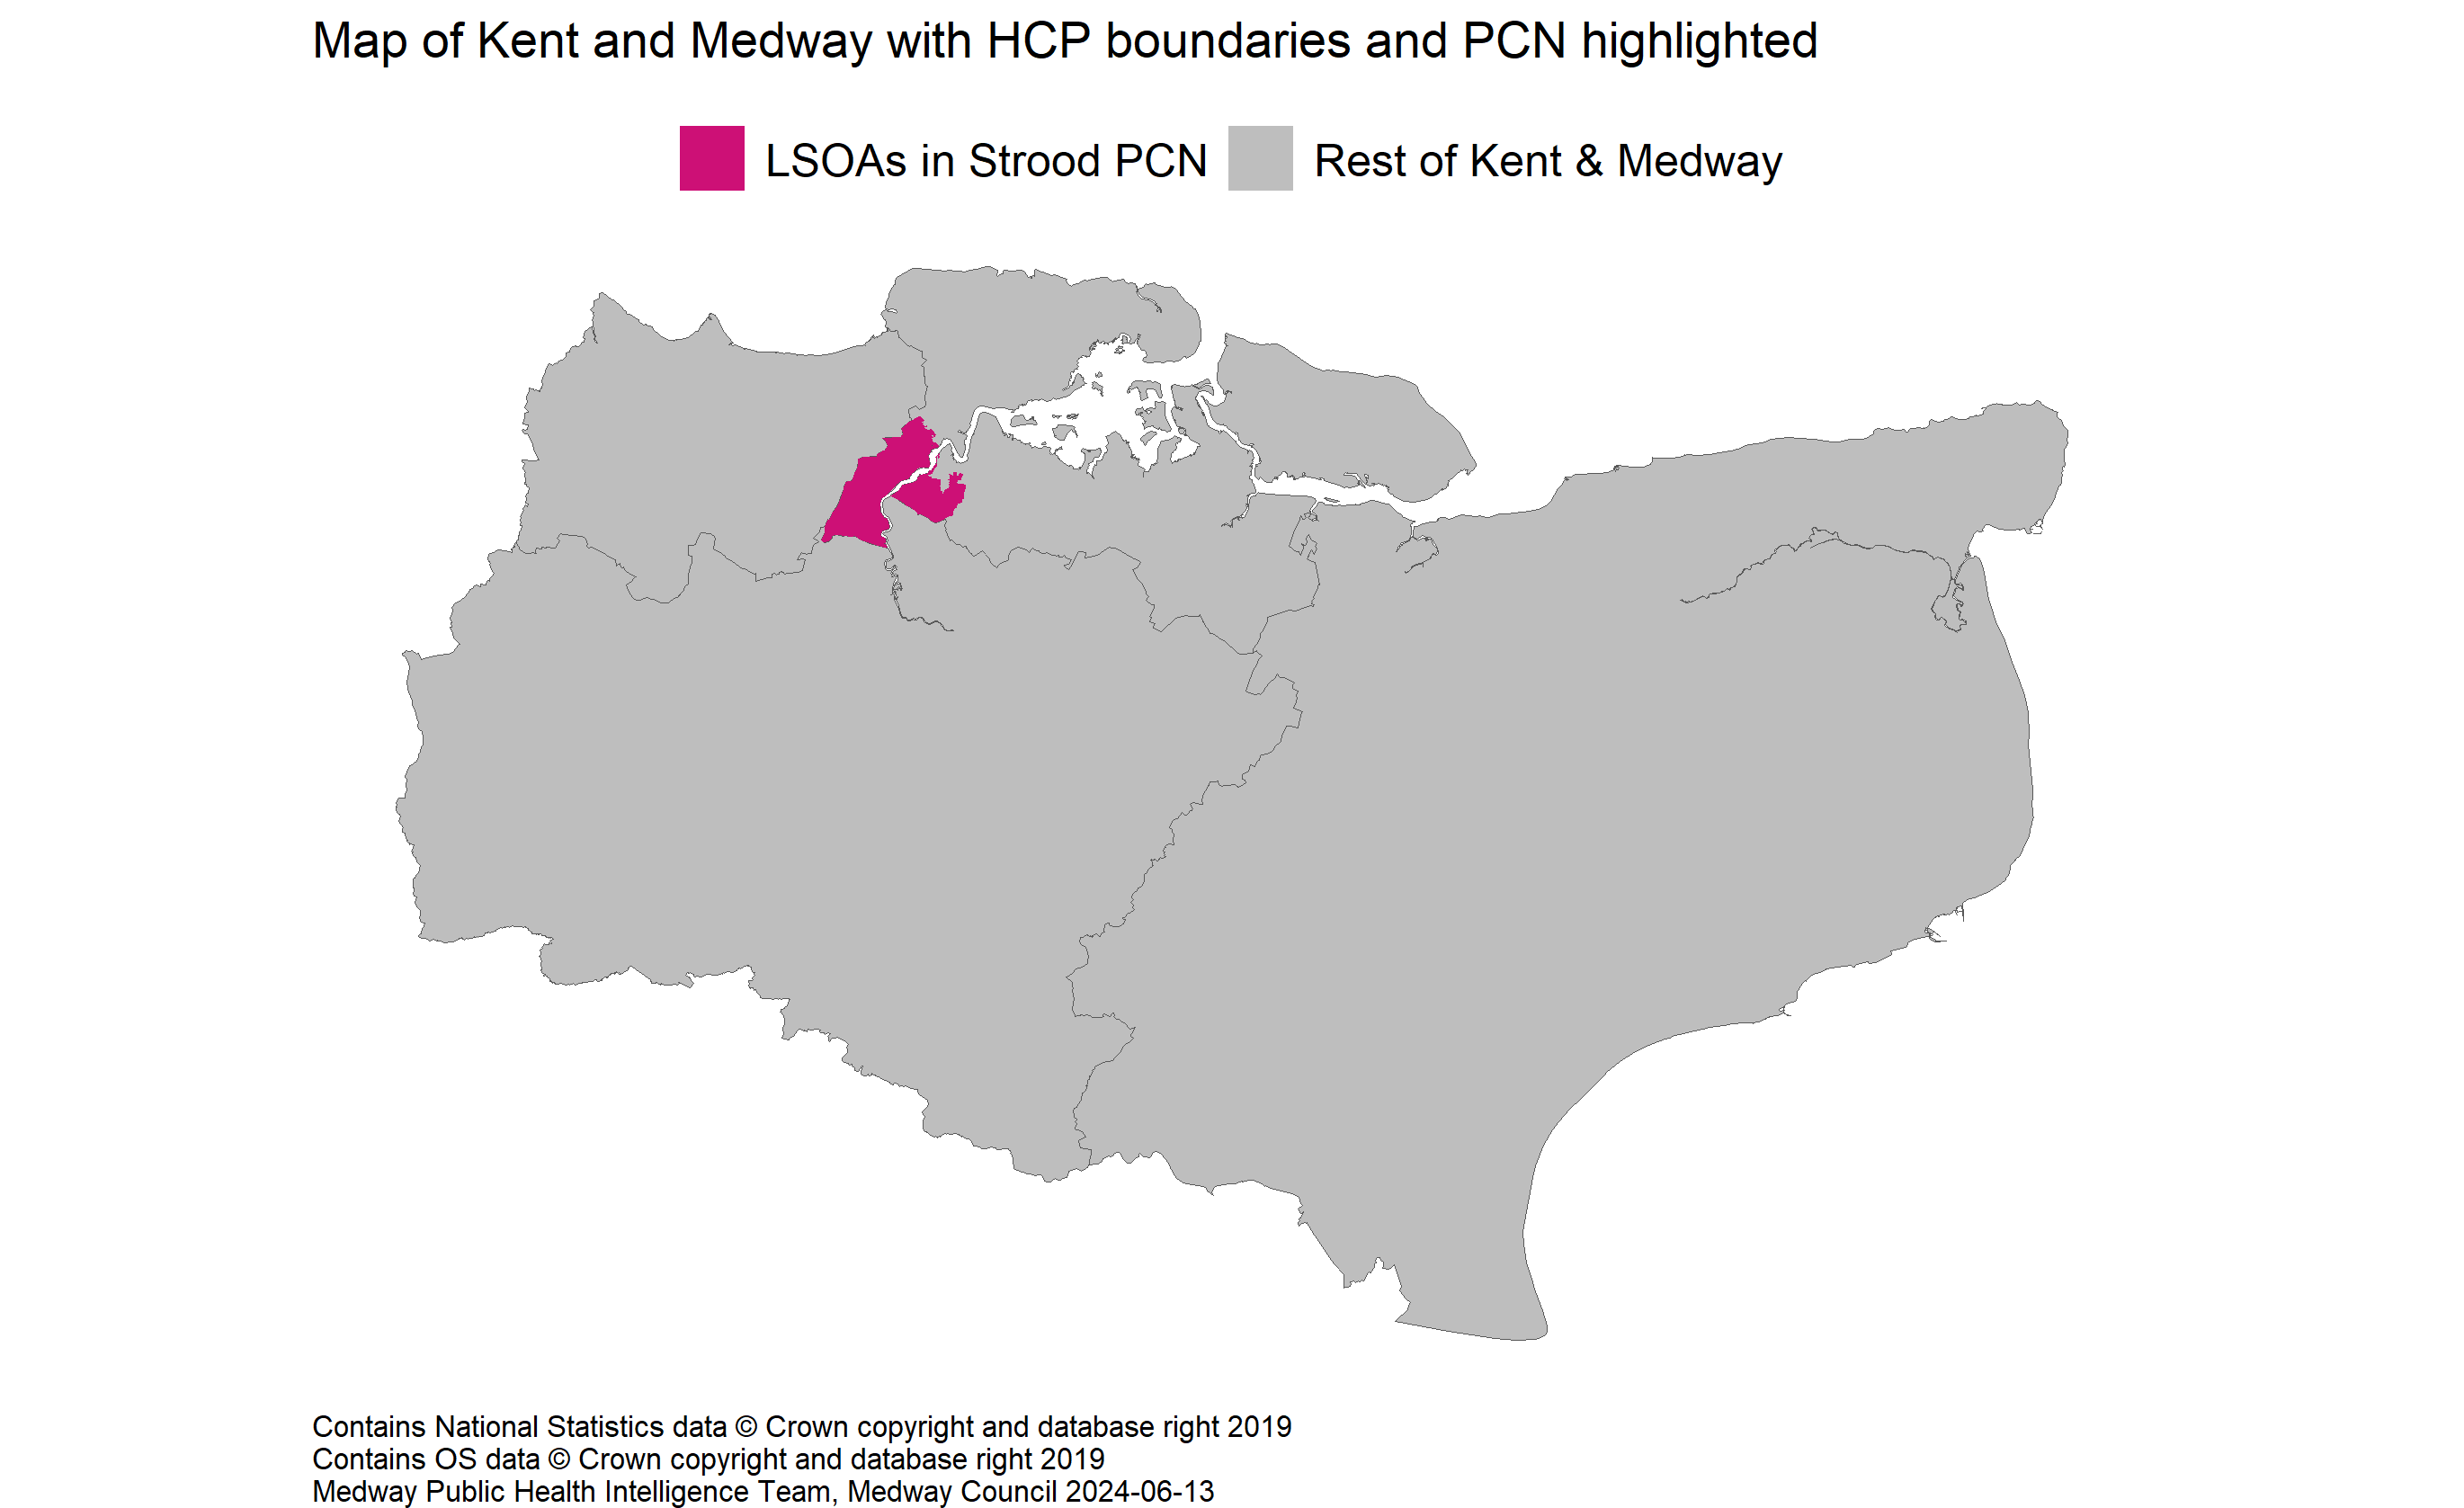 Map of Kent and Medway with HCP boundaries and PCN highlighted
LSOAs in Strood PCN Rest of Kent & Medway
Contains National Statistics data © Crown copyright and database right 2019
Contains OS data © Crown copyright and database right 2019
Medway Public Health Intelligence Team, Medway Council 2024-06-13